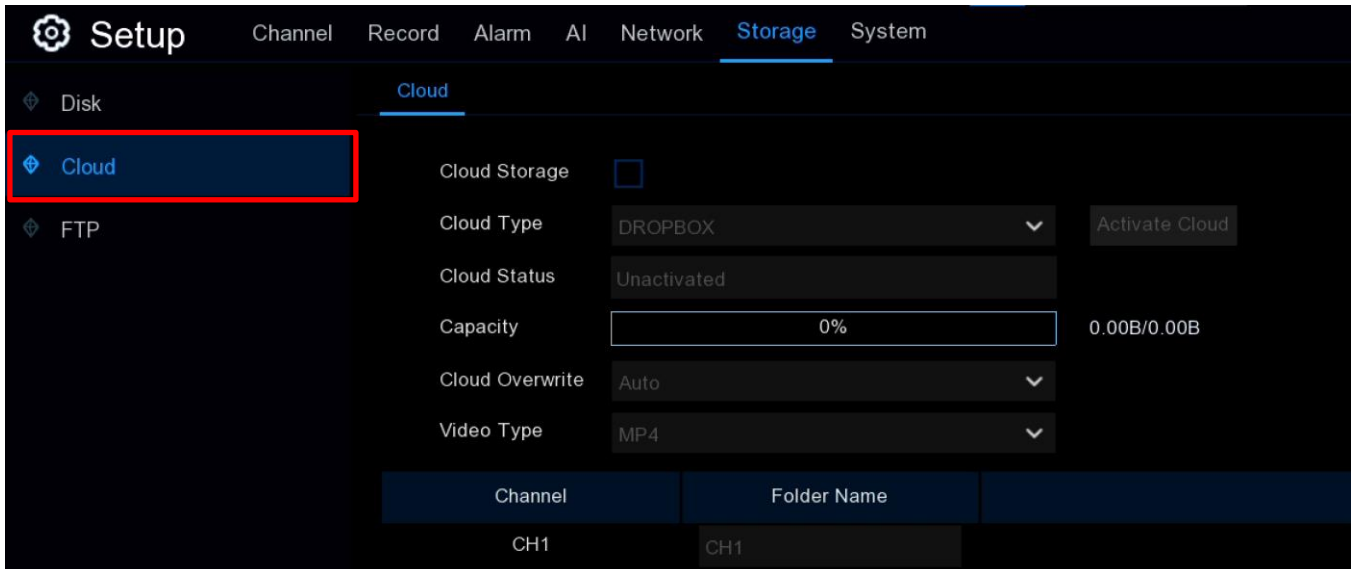 Setup Channel Record Alarm AI Network Storage System
Disk
Cloud
FTP
Cloud
Cloud Storage
Cloud Type DROPBOX Activate Cloud
Cloud Status Unactivated
Capacity 0% 0.00B/0.00B
Cloud Overwrite Auto
Video Type MP4
Channel Folder Name
CH1 CH1